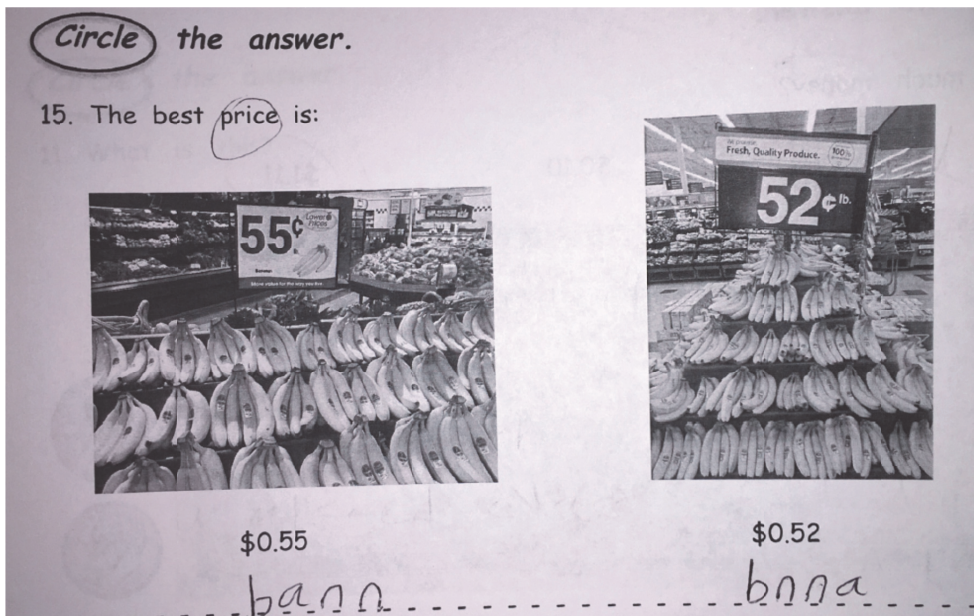 Circle the answer.
15. The best price is:
55¢
Lower
Prices
Fresh, Quality Produce.
100%
52¢ lb.
$0.55
$0.52
bann
bnna